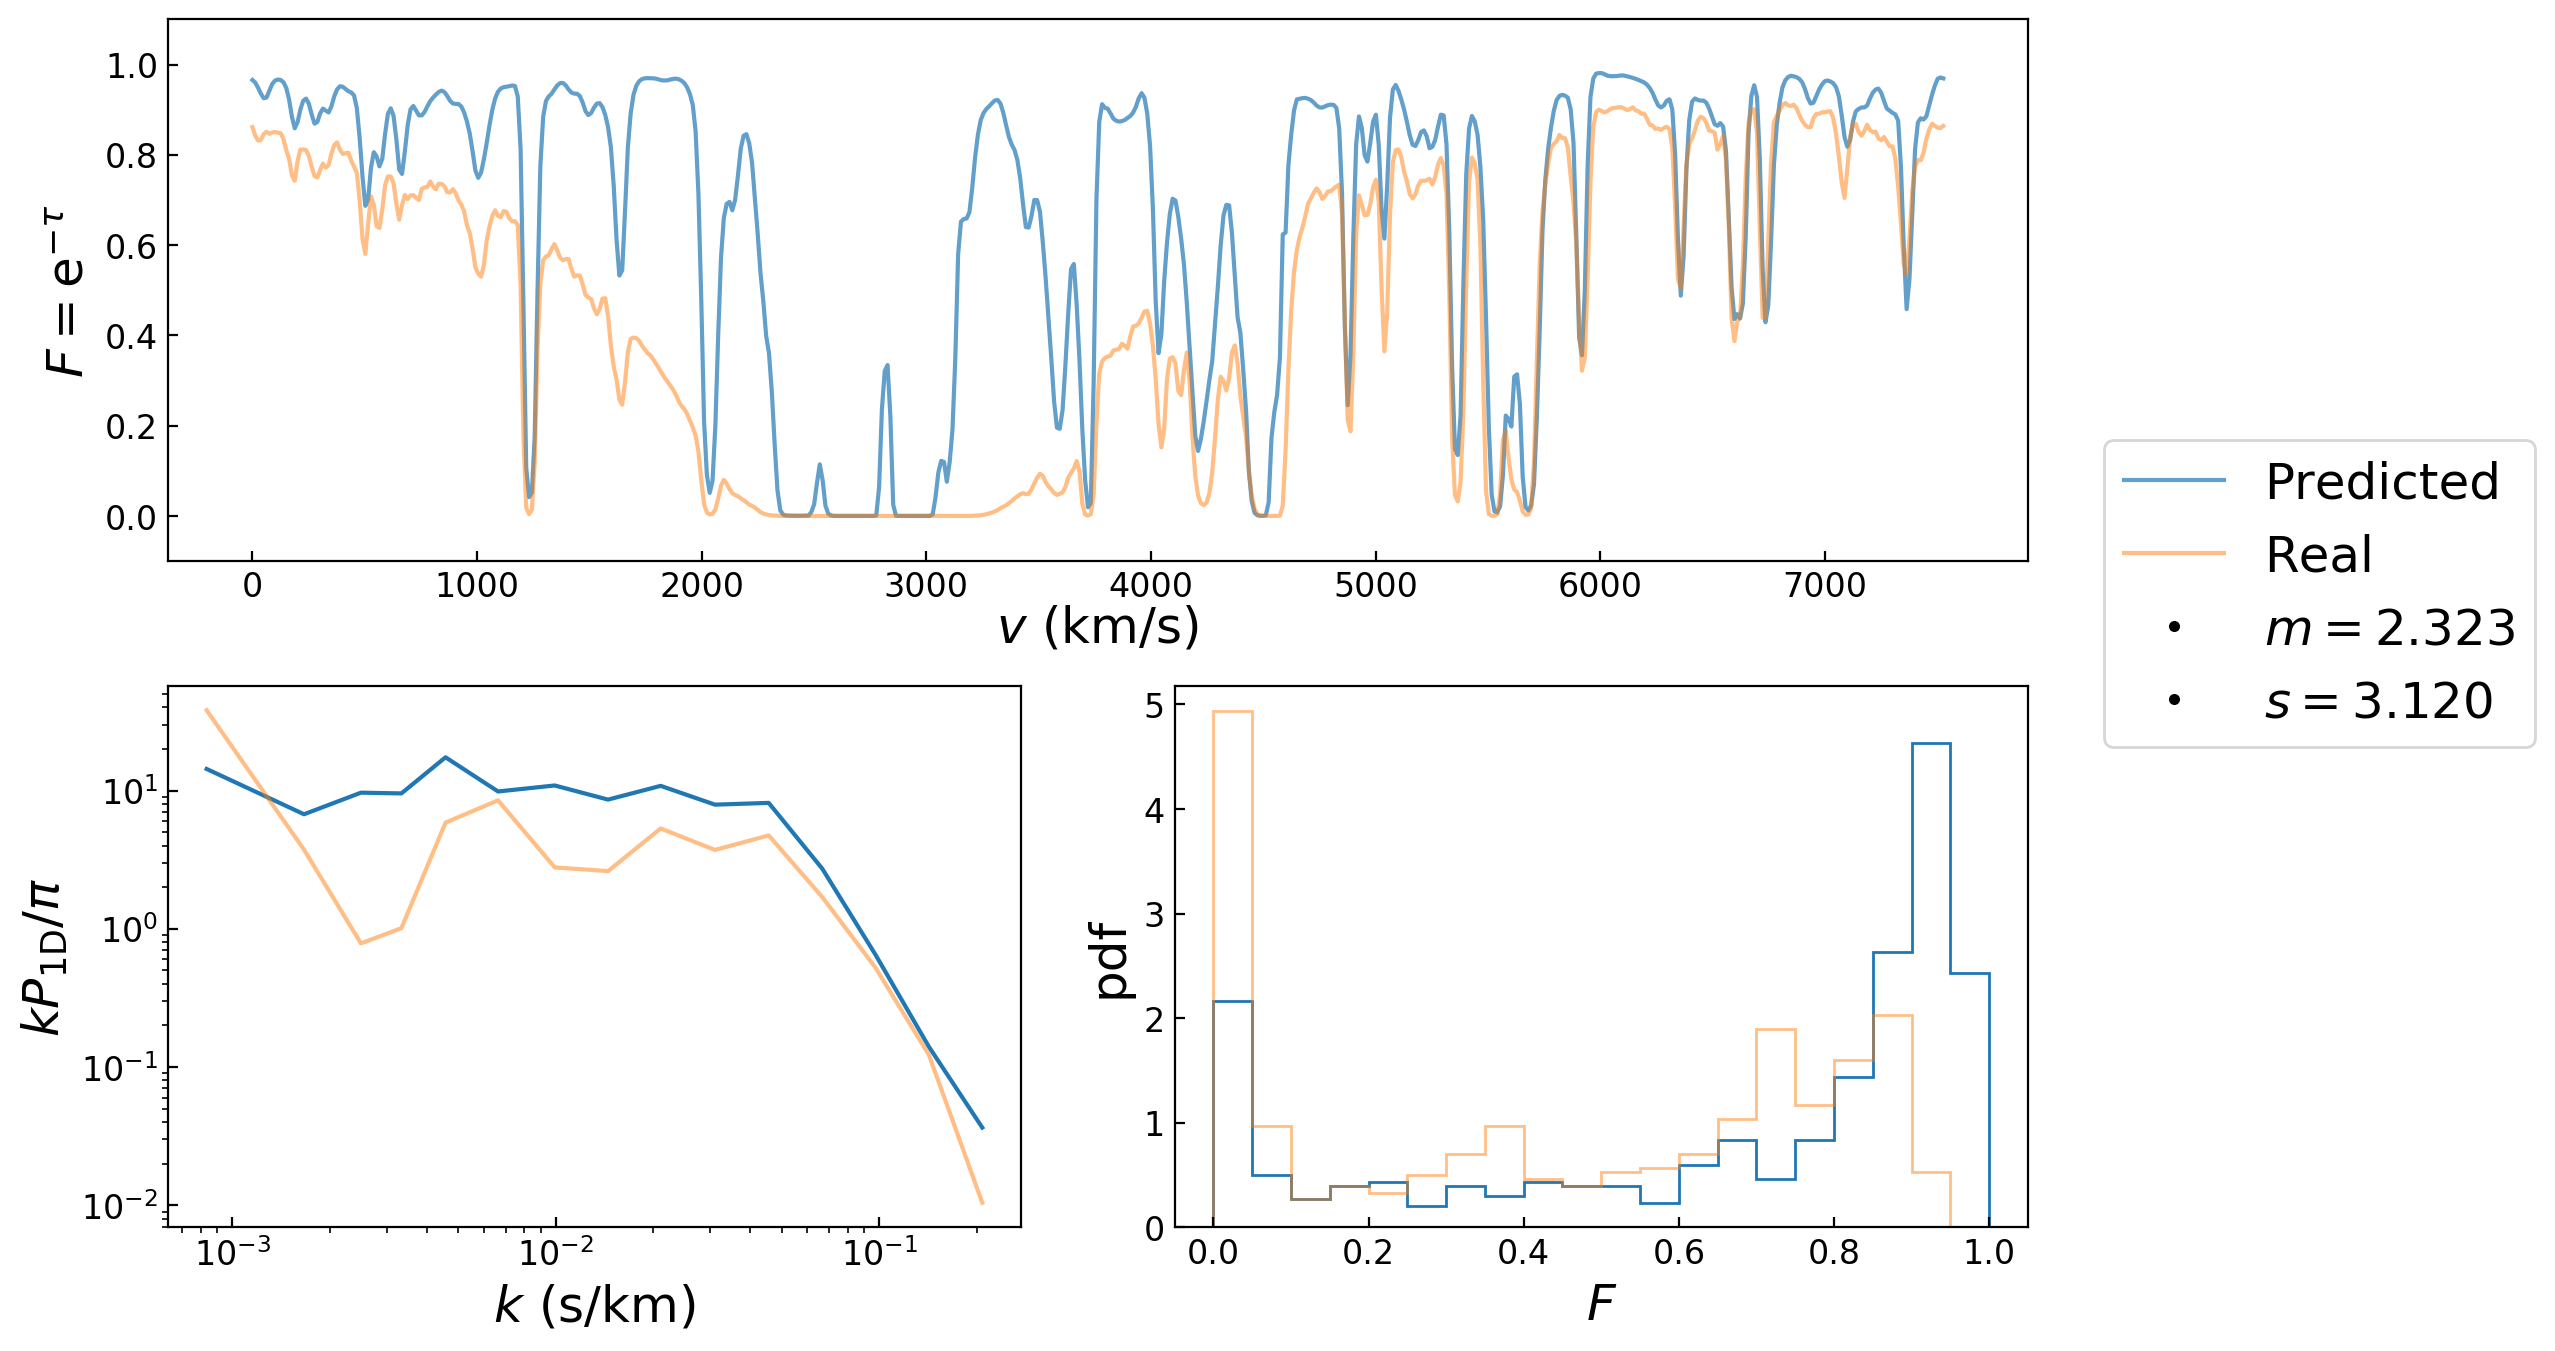 F = e^{−τ}
1.0
0.8
0.6
0.4
0.2
0.0
0 1000 2000 3000 4000 5000 6000 7000
v (km/s)
Predicted
Real
m = 2.323
s = 3.120
kP_{1D}/π
10^1
10^0
10^{−1}
10^{−2}
10^{−3} 10^{−2} 10^{−1}
k (s/km)
pdf
5
4
3
2
1
0
0.0 0.2 0.4 0.6 0.8 1.0
F